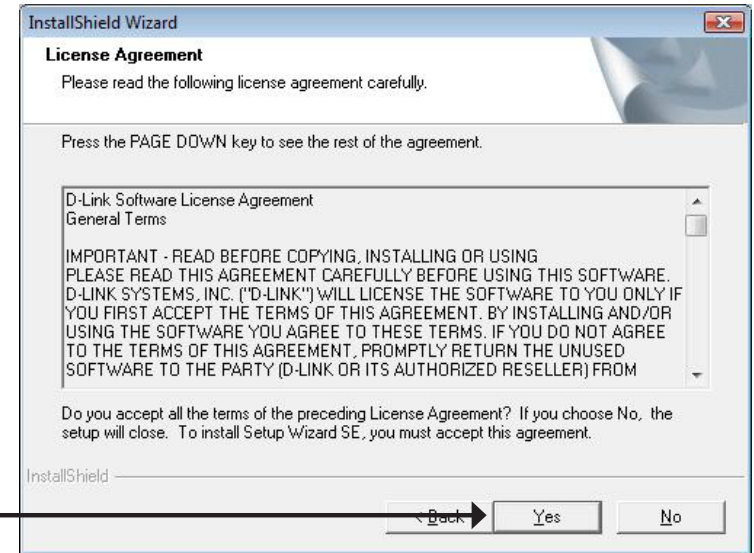 InstallShield Wizard
License Agreement
Please read the following license agreement carefully.
Press the PAGE DOWN key to see the rest of the agreement.
D-Link Software License Agreement
General Terms
IMPORTANT - READ BEFORE COPYING, INSTALLING OR USING
PLEASE READ THIS AGREEMENT CAREFULLY BEFORE USING THIS SOFTWARE.
D-LINK SYSTEMS, INC. ("D-LINK") WILL LICENSE THE SOFTWARE TO YOU ONLY IF
YOU FIRST ACCEPT THE TERMS OF THIS AGREEMENT. BY INSTALLING AND/OR
USING THE SOFTWARE YOU AGREE TO THESE TERMS. IF YOU DO NOT AGREE
TO THE TERMS OF THIS AGREEMENT, PROMPTLY RETURN THE UNUSED
SOFTWARE TO THE PARTY (D-LINK OR ITS AUTHORIZED RESELLER) FROM
Do you accept all the terms of the preceding License Agreement? If you choose No, the
setup will close. To install Setup Wizard SE, you must accept this agreement.
InstallShield
< Back Yes No